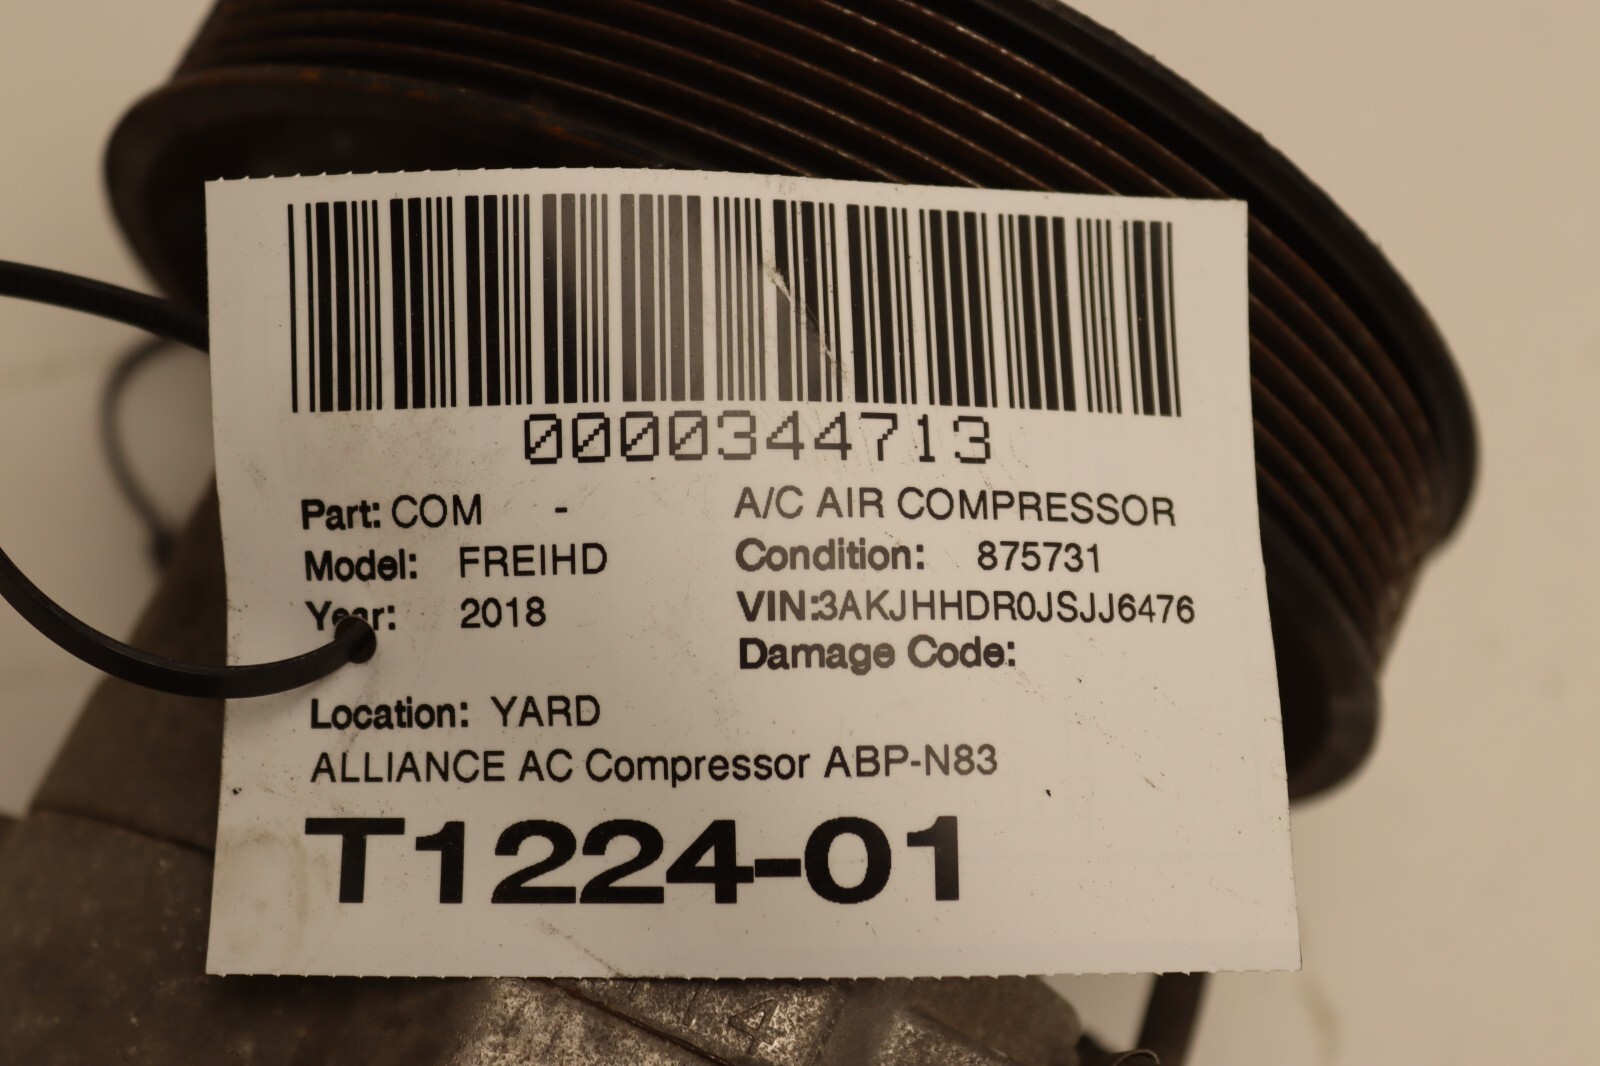 0000344713
Part: COM - A/C AIR COMPRESSOR
Model: FREIHD Condition: 875731
Year: 2018 VIN:3AKJHHDR0JSJJ6476
Damage Code:
Location: YARD
ALLIANCE AC Compressor ABP-N83
T1224-01